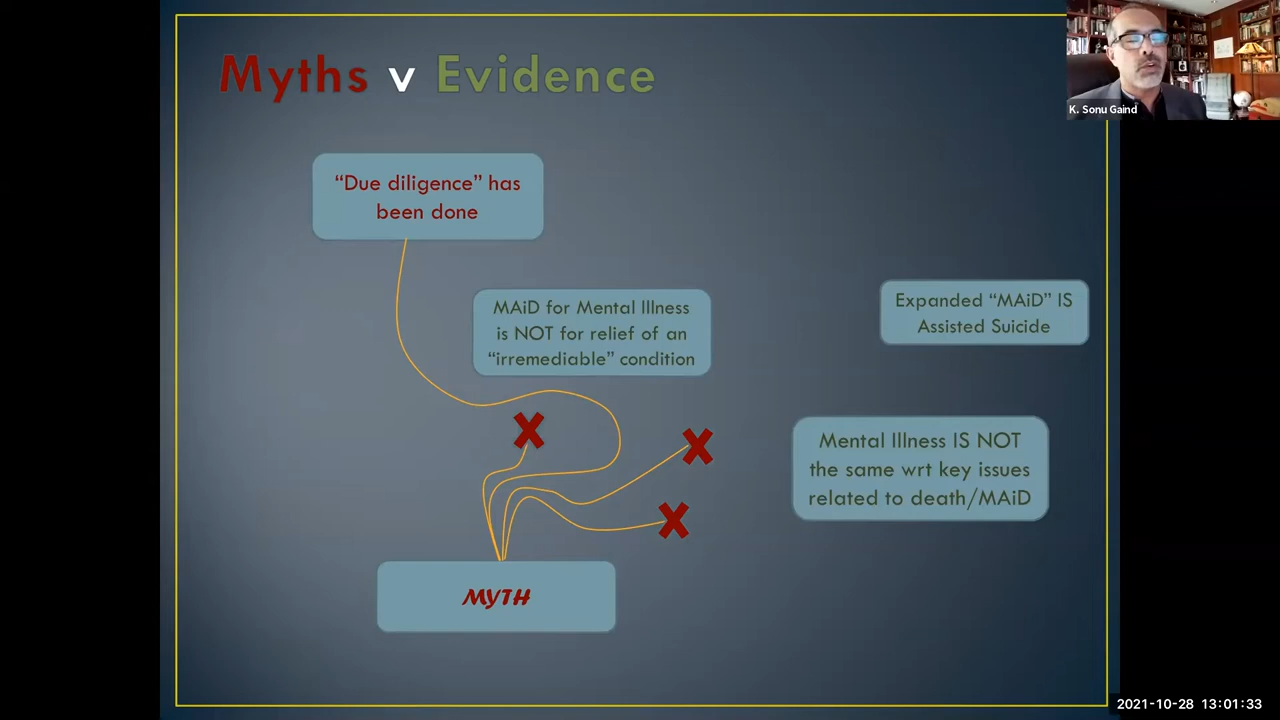 Myths v Evidence
K. Sonu Gaind
“Due diligence” has
been done
MAiD for Mental Illness
is NOT for relief of an
“irremediable” condition
Expanded “MAiD” IS
Assisted Suicide
Mental Illness IS NOT
the same wrt key issues
related to death/MAiD
MYTH
2021-10-28 13:01:33